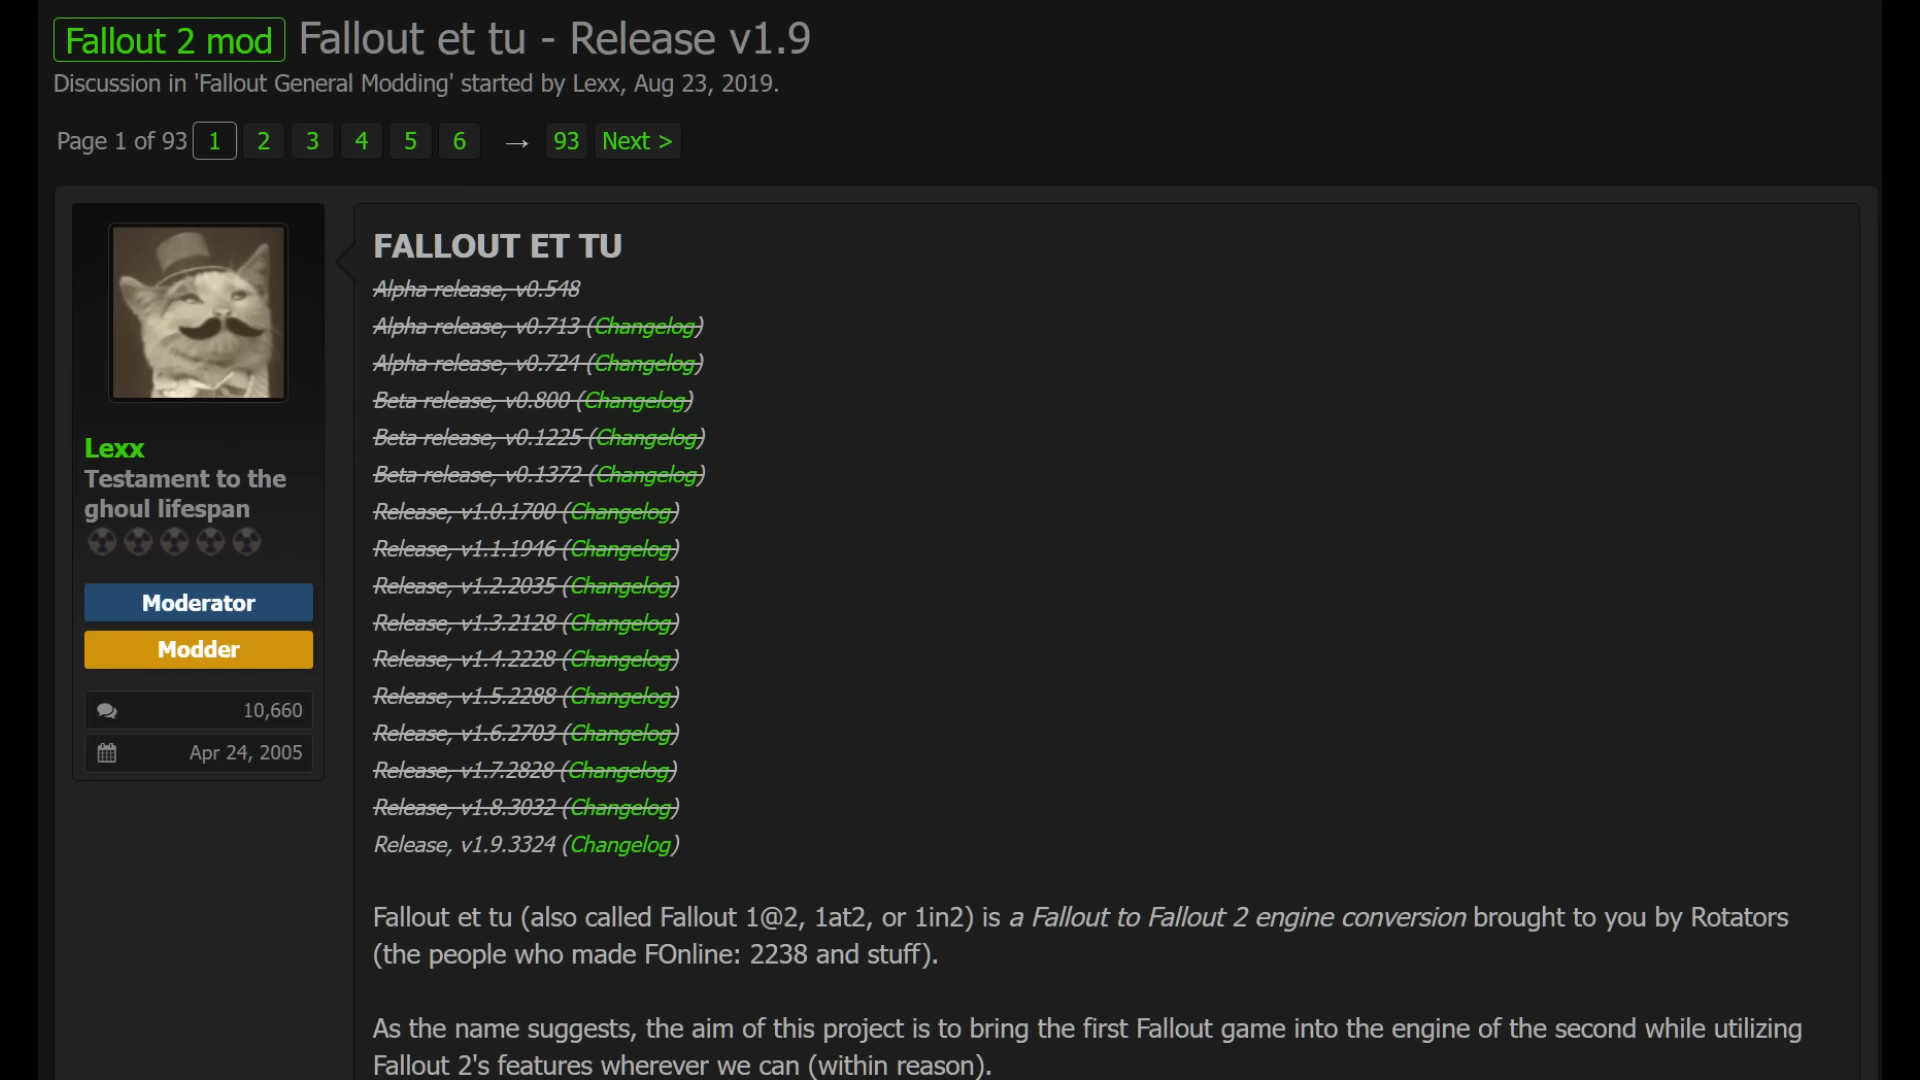 Fallout 2 mod Fallout et tu - Release v1.9
Discussion in 'Fallout General Modding' started by Lexx, Aug 23, 2019.
Page 1 of 93 1 2 3 4 5 6 → 93 Next >
Lexx
Testament to the
ghoul lifespan
Moderator
Modder
10,660
Apr 24, 2005
FALLOUT ET TU
Alpha release, v0.548
Alpha release, v0.713 (Changelog)
Alpha release, v0.724 (Changelog)
Beta release, v0.800 (Changelog)
Beta release, v0.1225 (Changelog)
Beta release, v0.1372 (Changelog)
Release, v1.0.1700 (Changelog)
Release, v1.1.1946 (Changelog)
Release, v1.2.2035 (Changelog)
Release, v1.3.2128 (Changelog)
Release, v1.4.2228 (Changelog)
Release, v1.5.2288 (Changelog)
Release, v1.6.2703 (Changelog)
Release, v1.7.2828 (Changelog)
Release, v1.8.3032 (Changelog)
Release, v1.9.3324 (Changelog)
Fallout et tu (also called Fallout 1@2, 1at2, or 1in2) is a Fallout to Fallout 2 engine conversion brought to you by Rotators
(the people who made FOnline: 2238 and stuff).
As the name suggests, the aim of this project is to bring the first Fallout game into the engine of the second while utilizing
Fallout 2's features wherever we can (within reason).